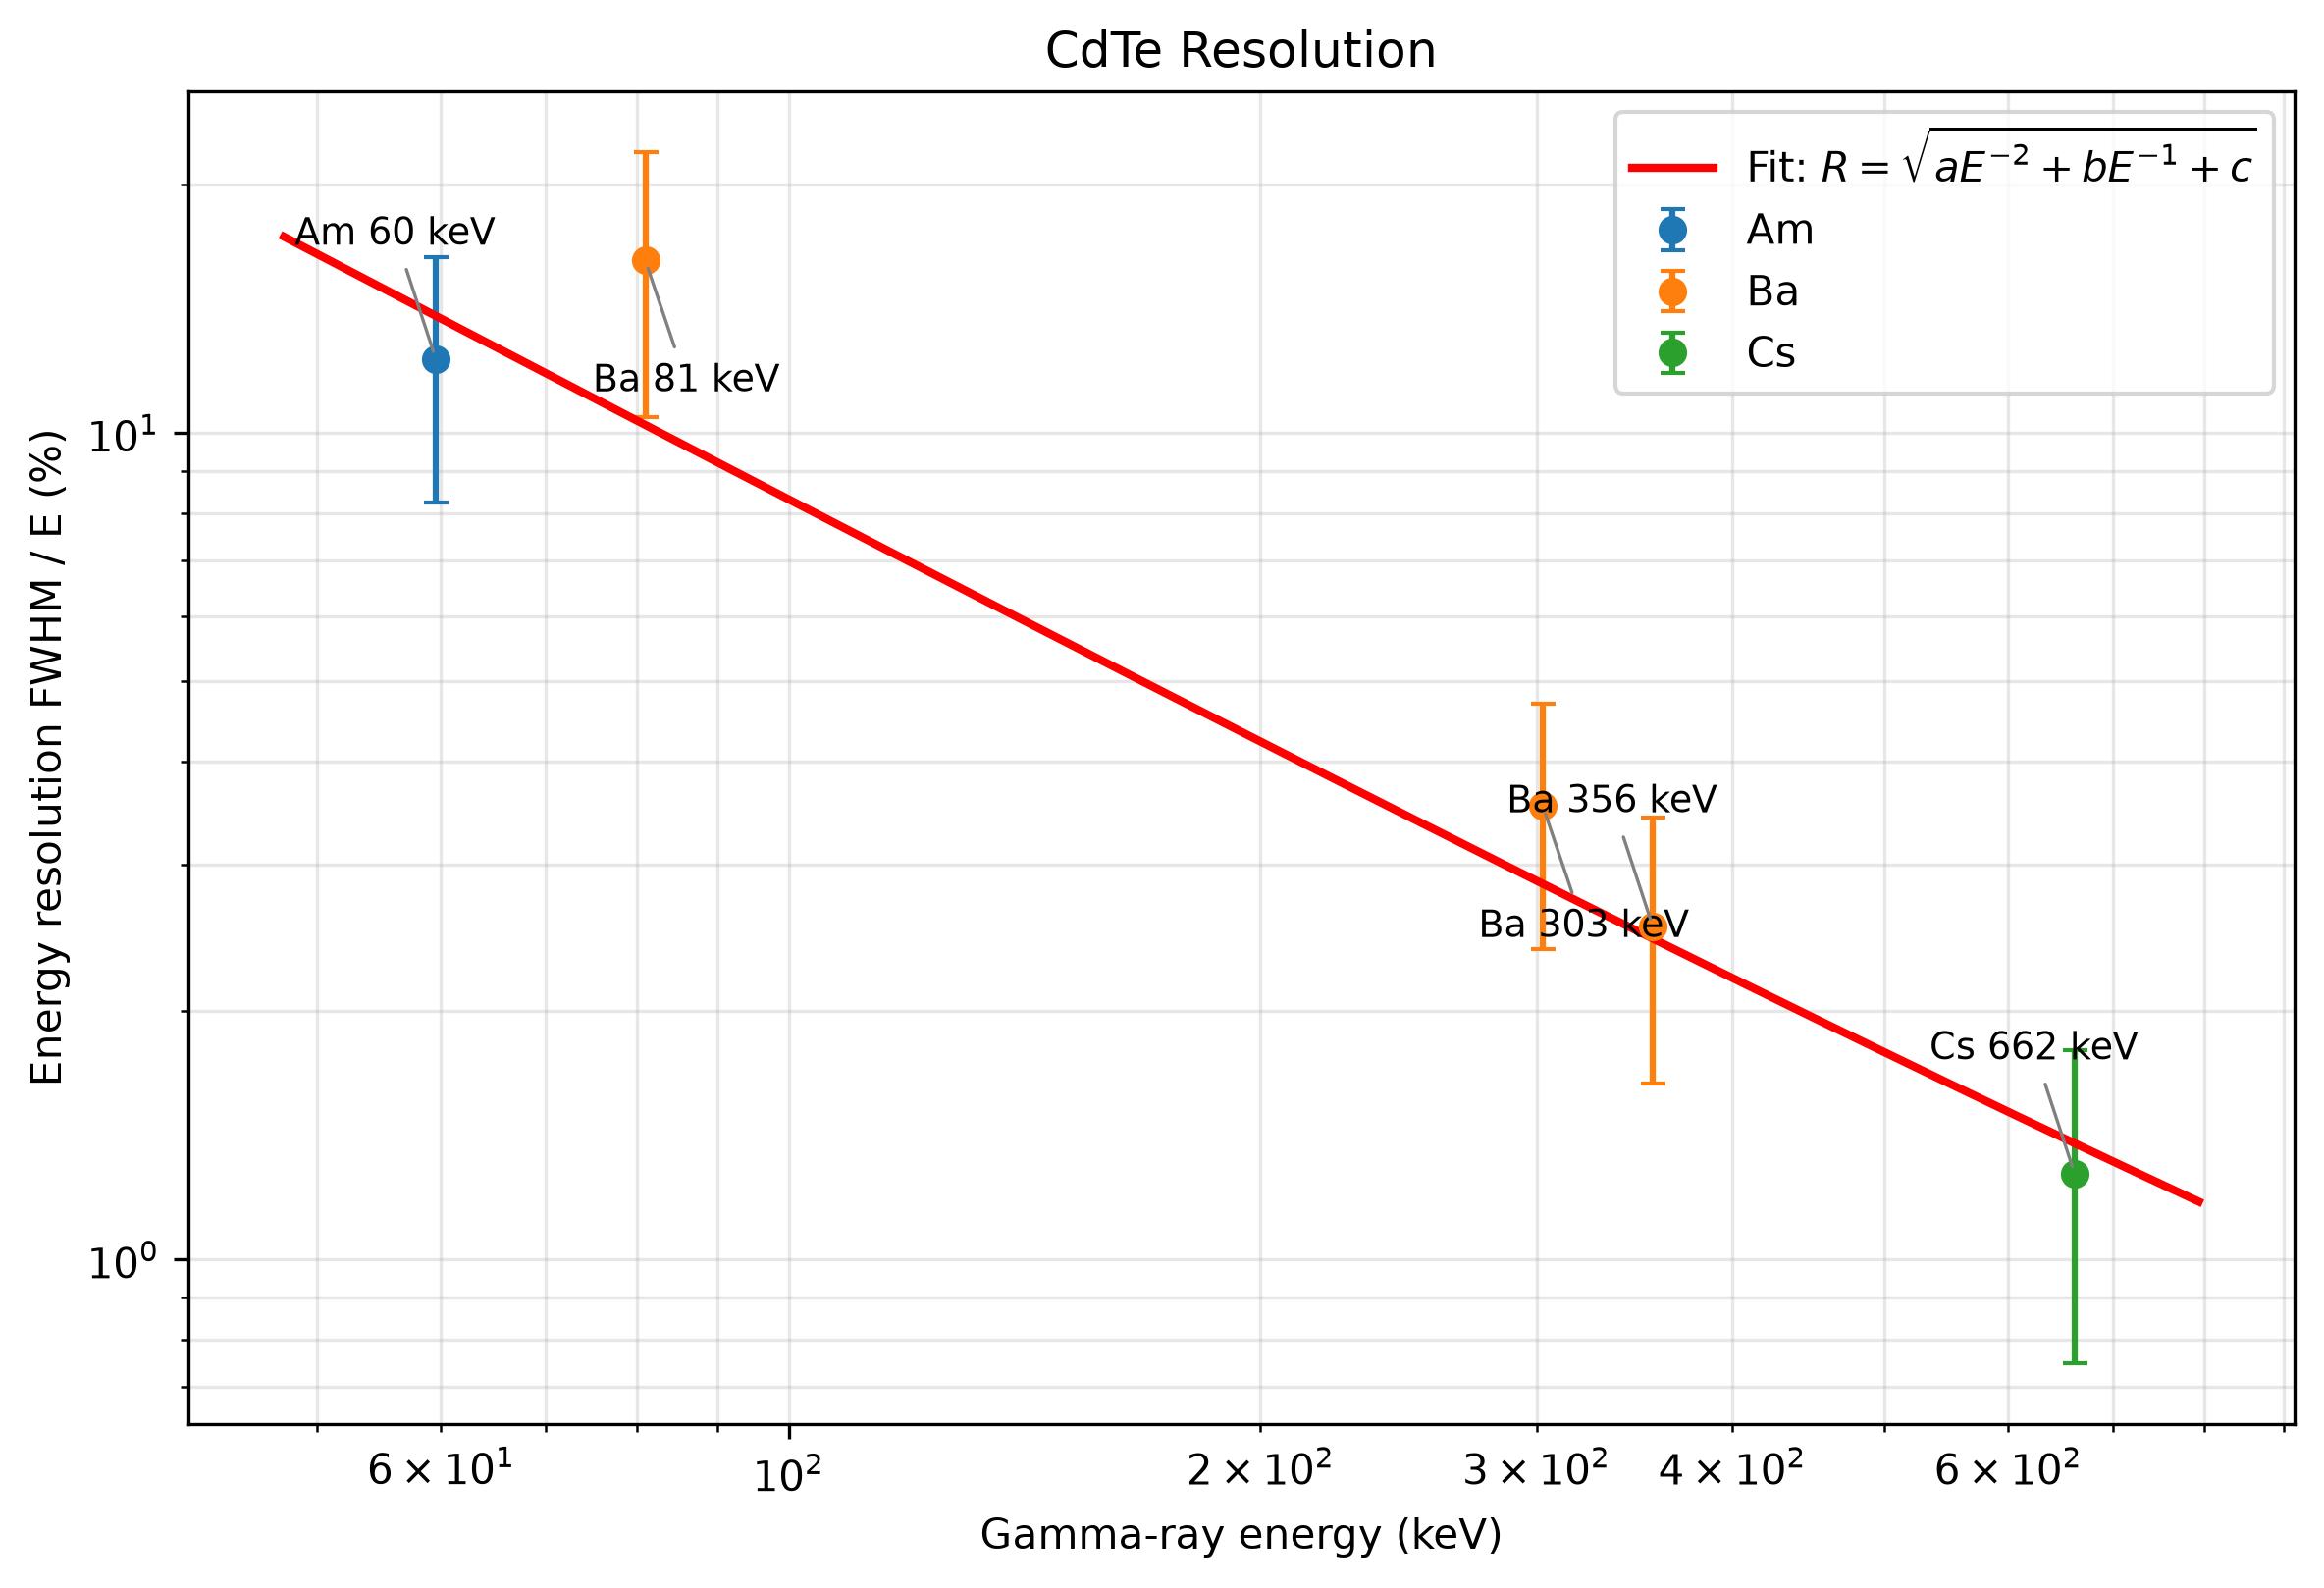 CdTe Resolution
Fit: R = √(aE⁻² + bE⁻¹ + c)
Am
Ba
Cs
Am 60 keV
Ba 81 keV
Ba 356 keV
Ba 303 keV
Cs 662 keV
Energy resolution FWHM / E (%)
10¹
10⁰
6 × 10¹
10²
2 × 10²
3 × 10²
4 × 10²
6 × 10²
Gamma-ray energy (keV)